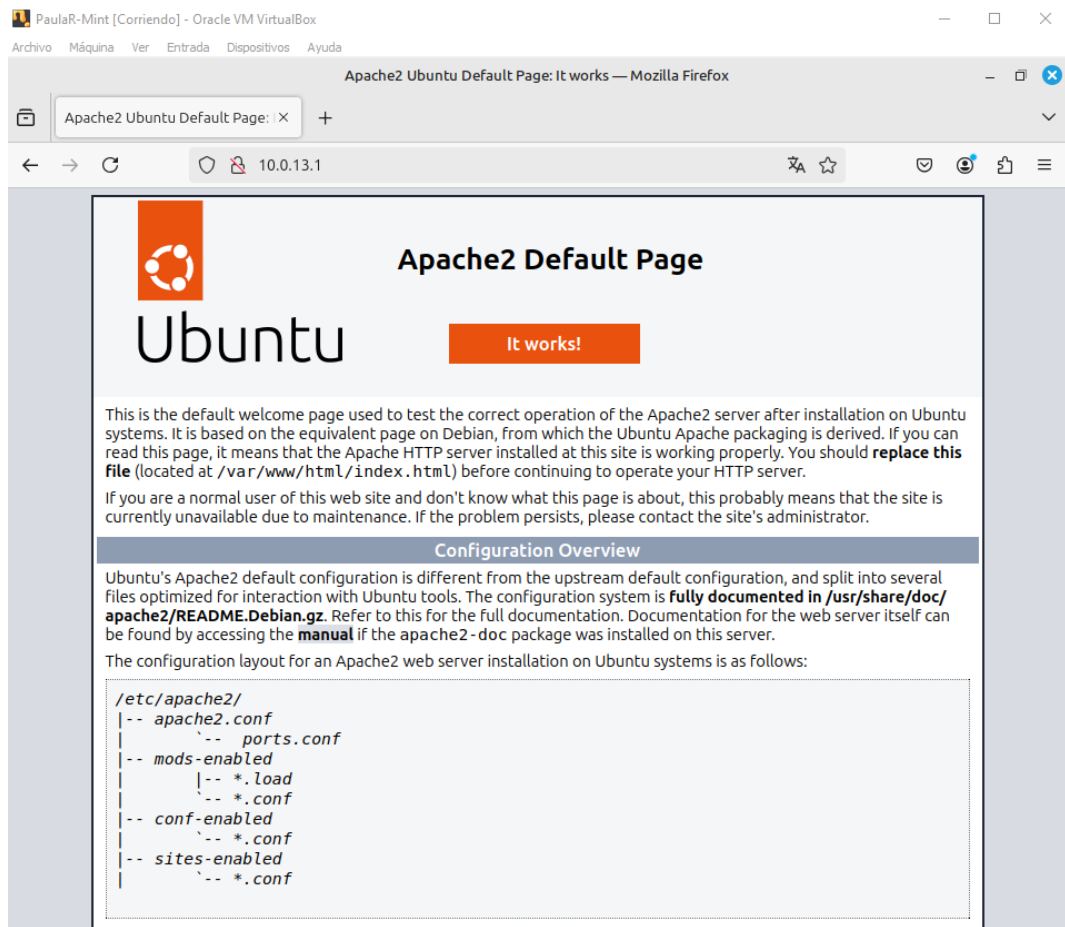 PaulaR-Mint [Corriendo] - Oracle VM VirtualBox
Archivo Máquina Ver Entrada Dispositivos Ayuda
Apache2 Ubuntu Default Page: It works — Mozilla Firefox
Apache2 Ubuntu Default Page:
10.0.13.1
Apache2 Default Page
Ubuntu
It works!
This is the default welcome page used to test the correct operation of the Apache2 server after installation on Ubuntu
systems. It is based on the equivalent page on Debian, from which the Ubuntu Apache packaging is derived. If you can
read this page, it means that the Apache HTTP server installed at this site is working properly. You should replace this
file (located at /var/www/html/index.html) before continuing to operate your HTTP server.
If you are a normal user of this web site and don't know what this page is about, this probably means that the site is
currently unavailable due to maintenance. If the problem persists, please contact the site's administrator.
Configuration Overview
Ubuntu's Apache2 default configuration is different from the upstream default configuration, and split into several
files optimized for interaction with Ubuntu tools. The configuration system is fully documented in /usr/share/doc/
apache2/README.Debian.gz. Refer to this for the full documentation. Documentation for the web server itself can
be found by accessing the manual if the apache2-doc package was installed on this server.
The configuration layout for an Apache2 web server installation on Ubuntu systems is as follows:
/etc/apache2/
|-- apache2.conf
|       `--  ports.conf
|-- mods-enabled
|       |-- *.load
|       `-- *.conf
|-- conf-enabled
|       `-- *.conf
|-- sites-enabled
|       `-- *.conf